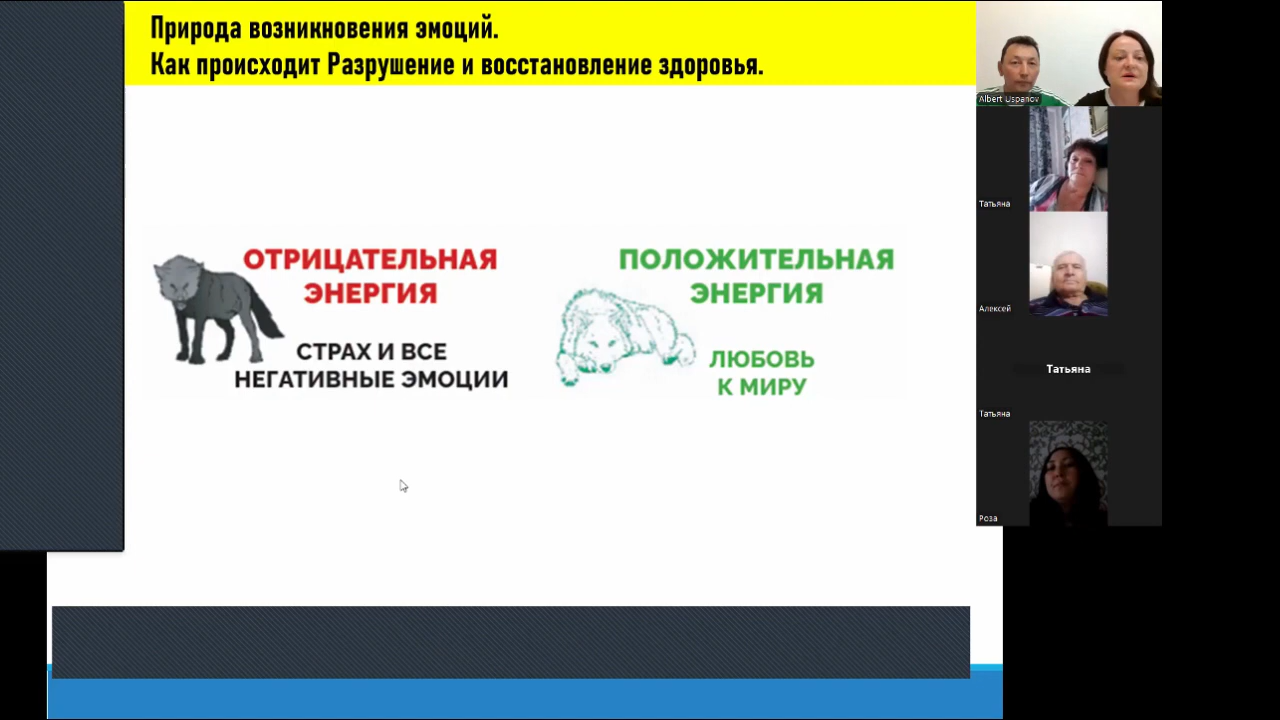 Природа возникновения эмоций.
Как происходит Разрушение и восстановление здоровья.
ОТРИЦАТЕЛЬНАЯ
ЭНЕРГИЯ
СТРАХ И ВСЕ
НЕГАТИВНЫЕ ЭМОЦИИ
ПОЛОЖИТЕЛЬНАЯ
ЭНЕРГИЯ
ЛЮБОВЬ
К МИРУ
Albert Uspanov
Татьяна
Алексей
Татьяна
Татьяна
Роза